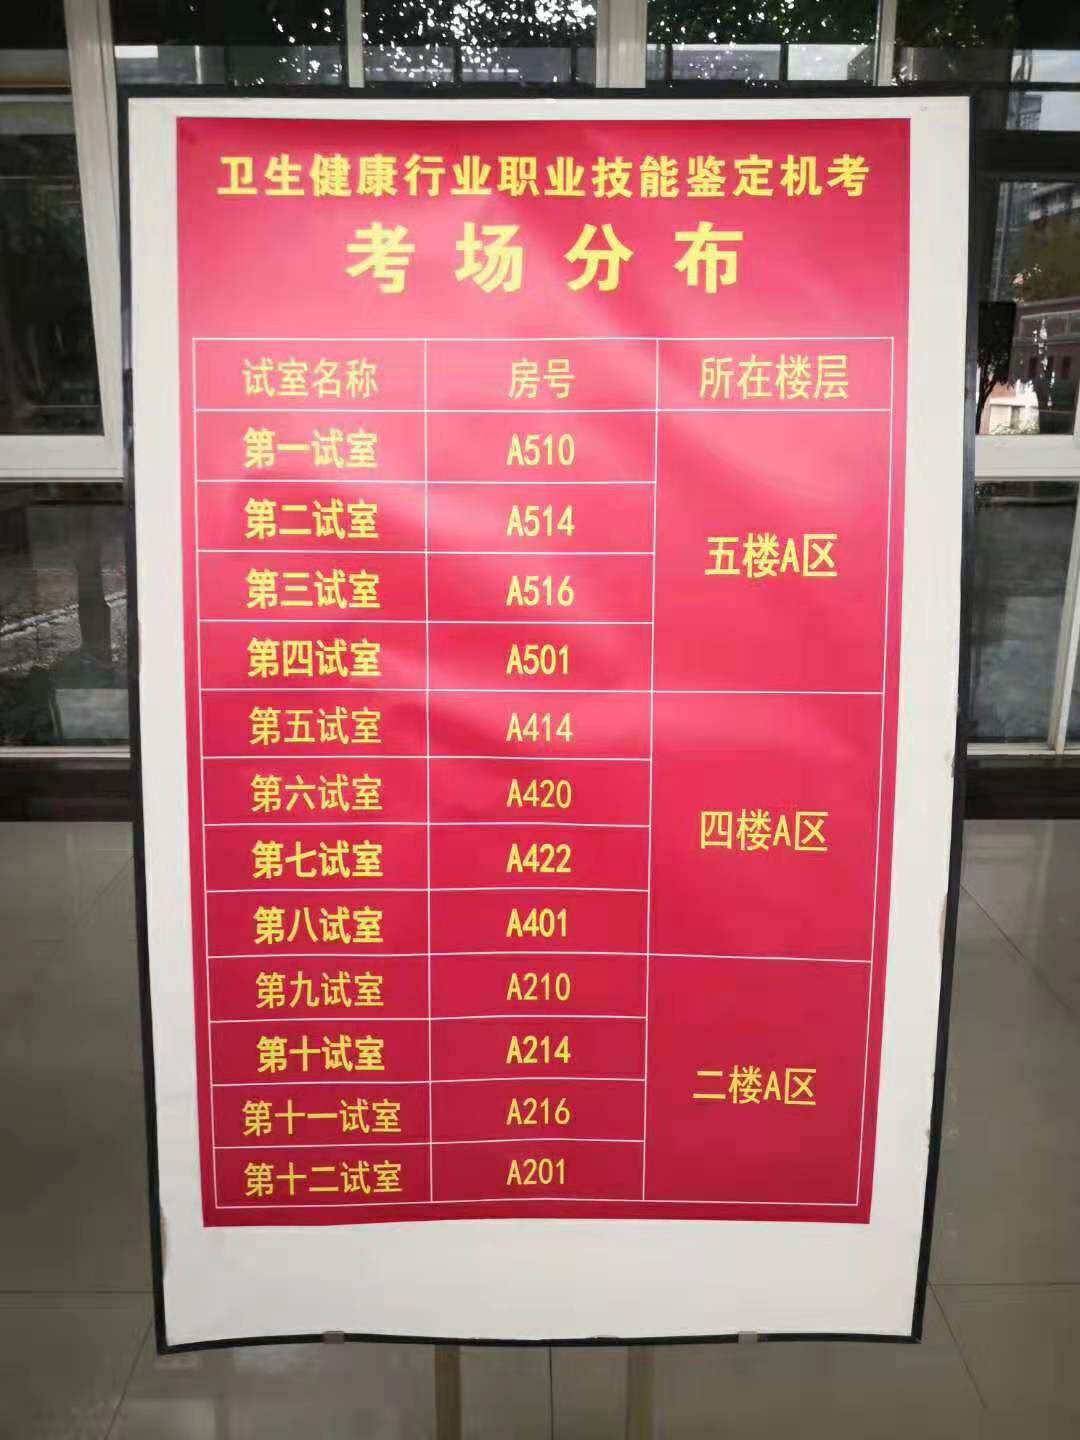 卫生健康行业职业技能鉴定机考
考场分布
试室名称 房号 所在楼层
第一试室 A510
第二试室 A514
五楼A区
第三试室 A516
第四试室 A501
第五试室 A414
第六试室 A420
四楼A区
第七试室 A422
第八试室 A401
第九试室 A210
第十试室 A214
二楼A区
第十一试室 A216
第十二试室 A201